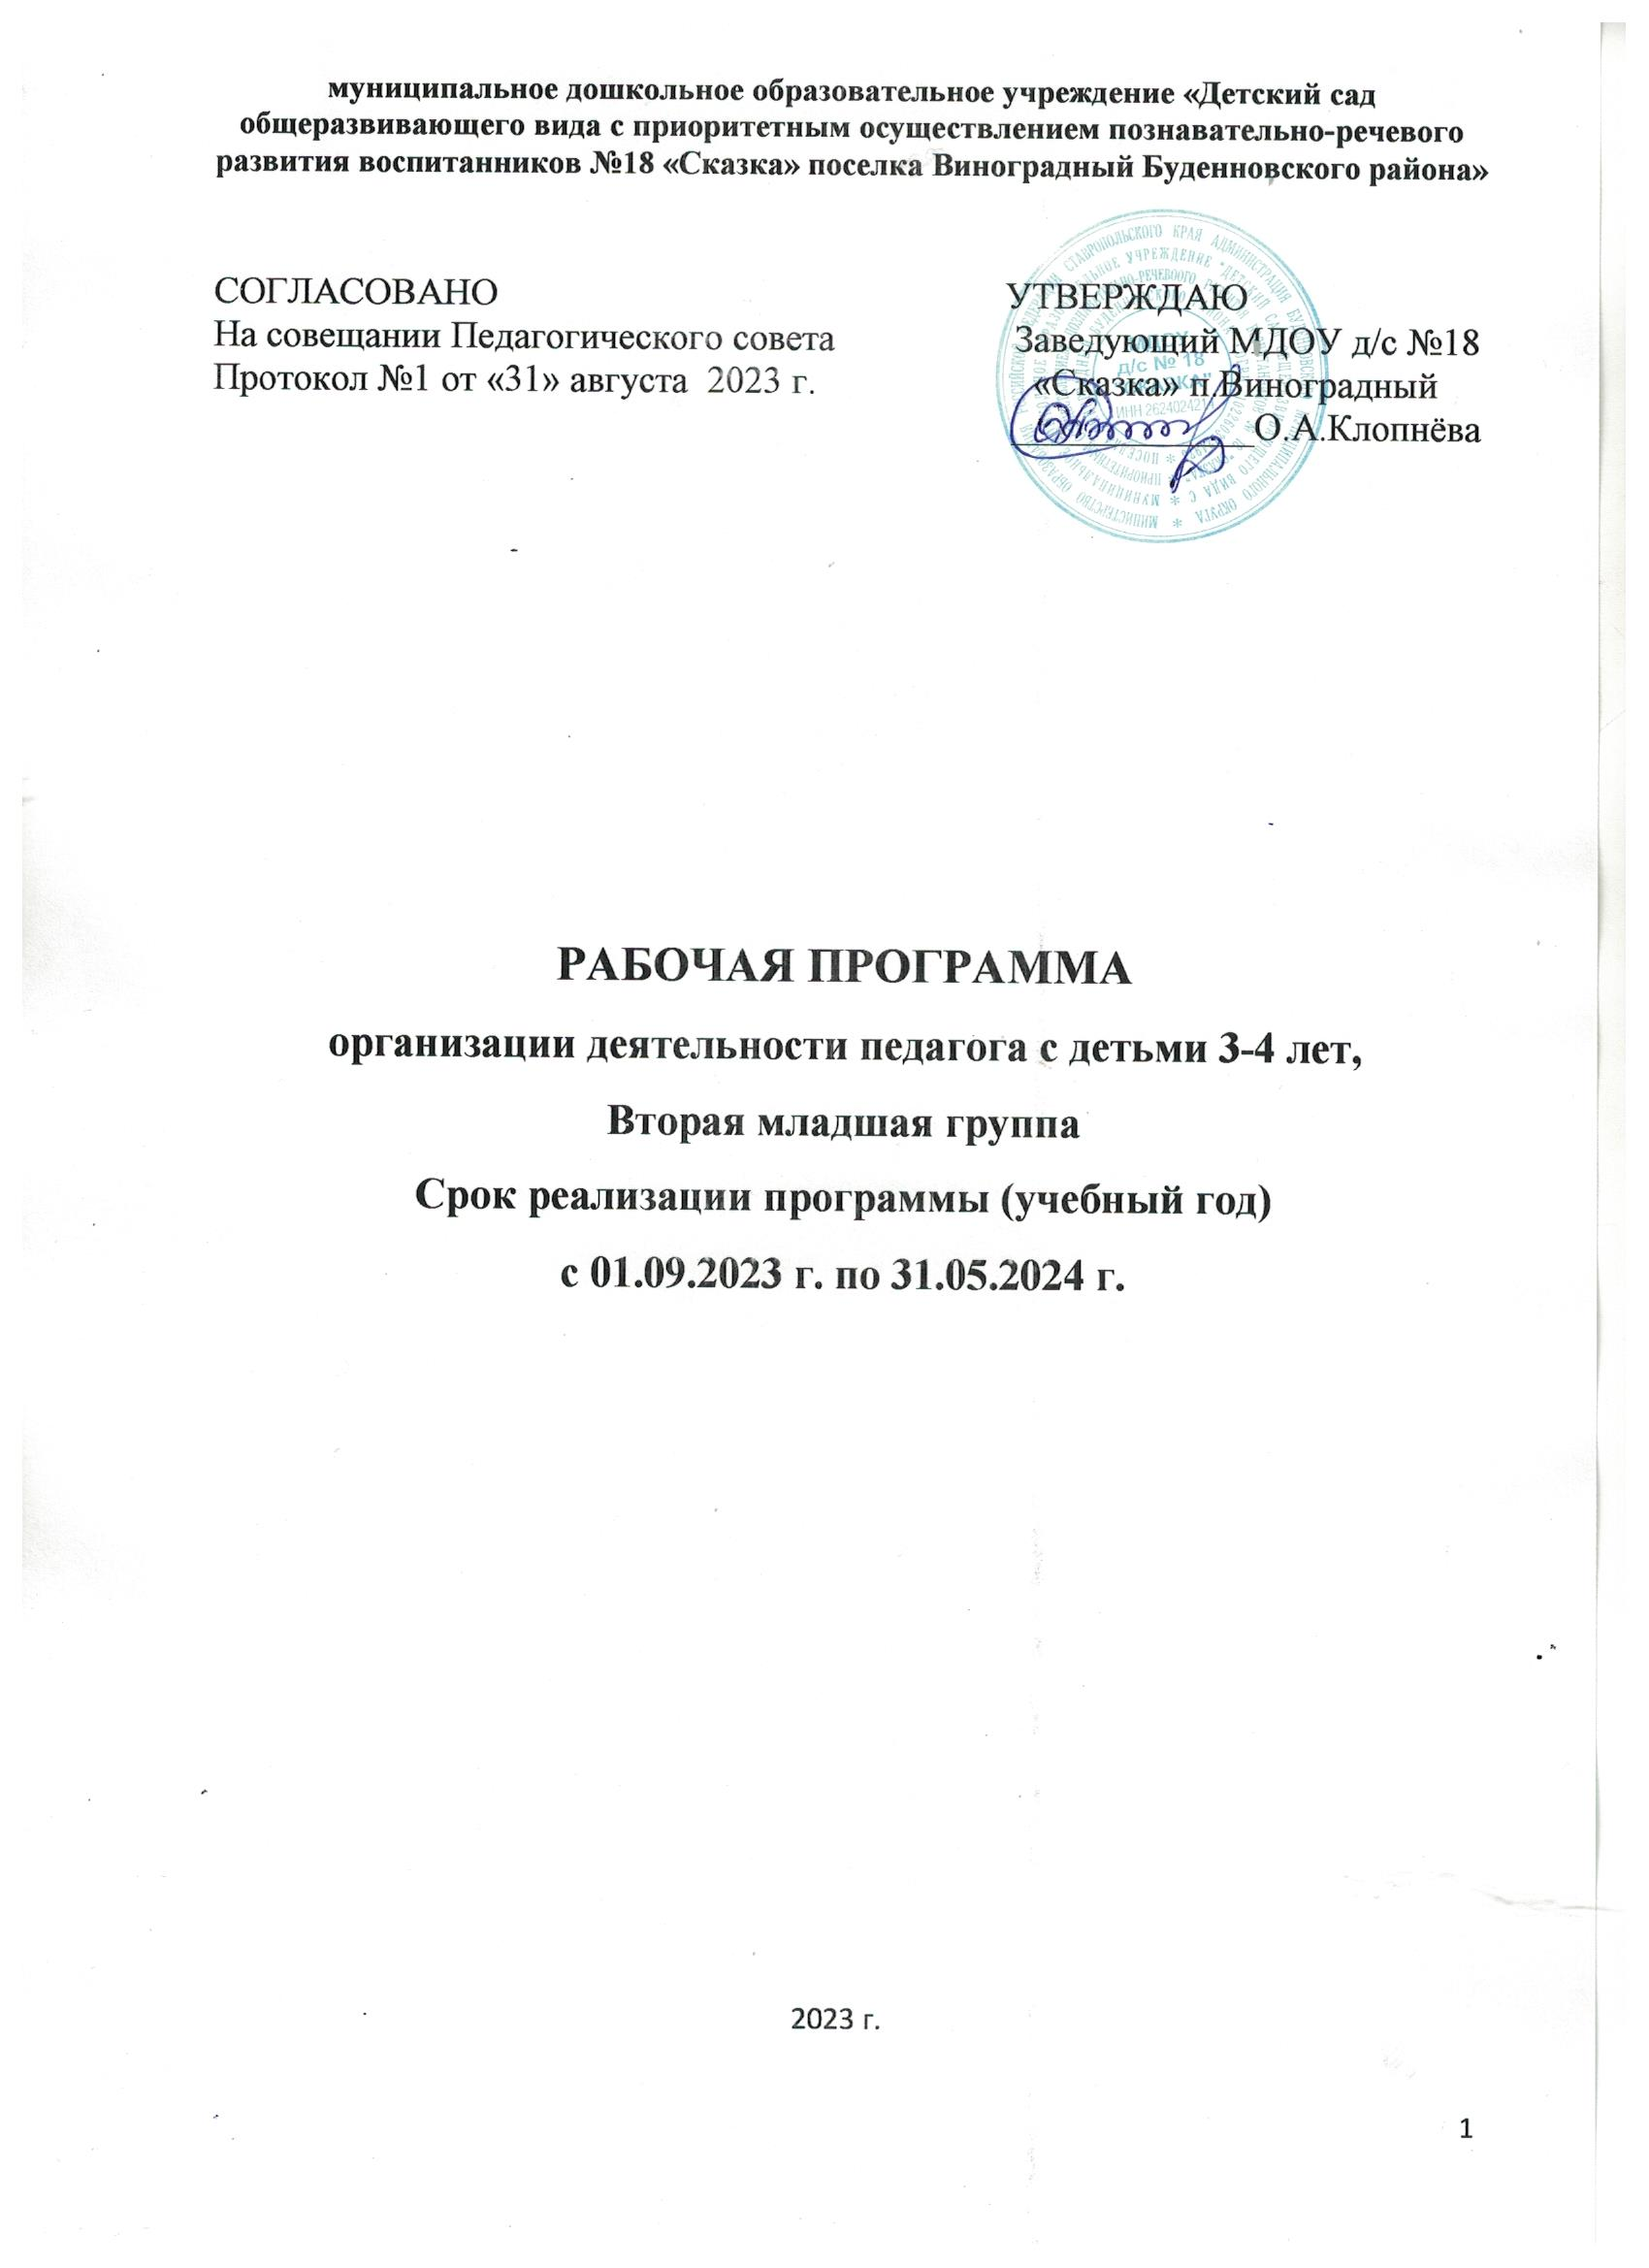 муниципальное дошкольное образовательное учреждение «Детский сад
общеразвивающего вида с приоритетным осуществлением познавательно-речевого
развития воспитанников №18 «Сказка» поселка Виноградный Буденновского района»
СОГЛАСОВАНО
На совещании Педагогического совета
Протокол №1 от «31» августа 2023 г.
УТВЕРЖДАЮ
Заведующий МДОУ д/с №18
«Сказка» п.Виноградный
О.А.Клопнёва
д/с № 18
РАБОЧАЯ ПРОГРАММА
организации деятельности педагога с детьми 3-4 лет,
Вторая младшая группа
Срок реализации программы (учебный год)
с 01.09.2023 г. по 31.05.2024 г.
2023 г.
1